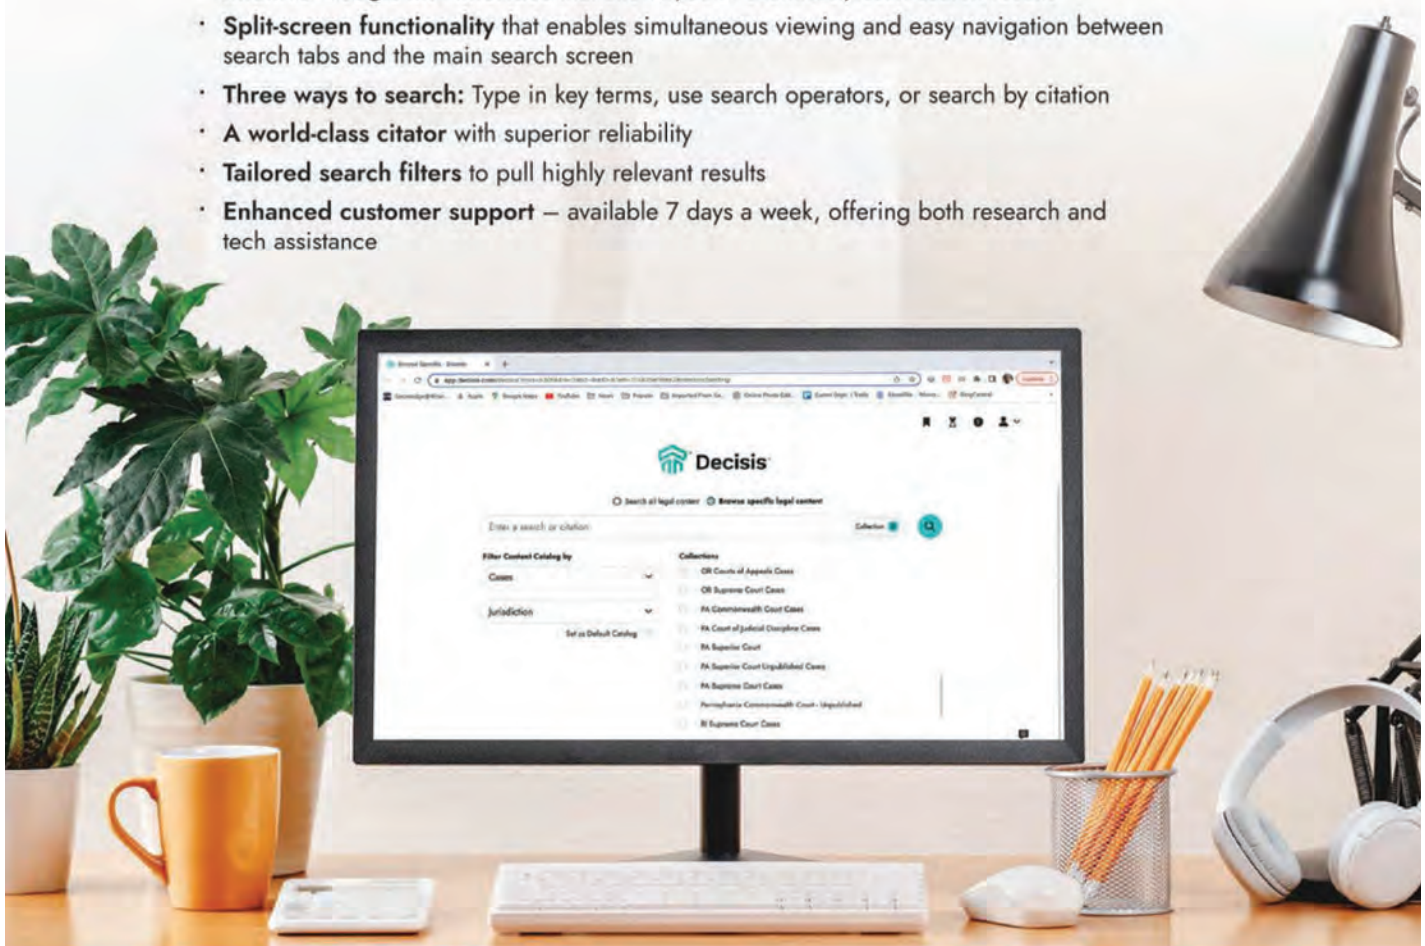 · Split-screen functionality that enables simultaneous viewing and easy navigation between
search tabs and the main search screen
· Three ways to search: Type in key terms, use search operators, or search by citation
· A world-class citator with superior reliability
· Tailored search filters to pull highly relevant results
· Enhanced customer support – available 7 days a week, offering both research and
tech assistance
Decisis
Search all legal content Browse specific legal content
Enter a search or citation
Collection
Filter Content Catalog by
Cases
Jurisdiction
Set as Default Catalog
Collections
OR Courts of Appeals Cases
OR Supreme Court Cases
PA Commonwealth Court Cases
PA Court of Judicial Discipline Cases
PA Superior Court
PA Superior Court Unpublished Cases
PA Supreme Court Cases
Pennsylvania Commonwealth Court - Unpublished
RI Supreme Court Cases